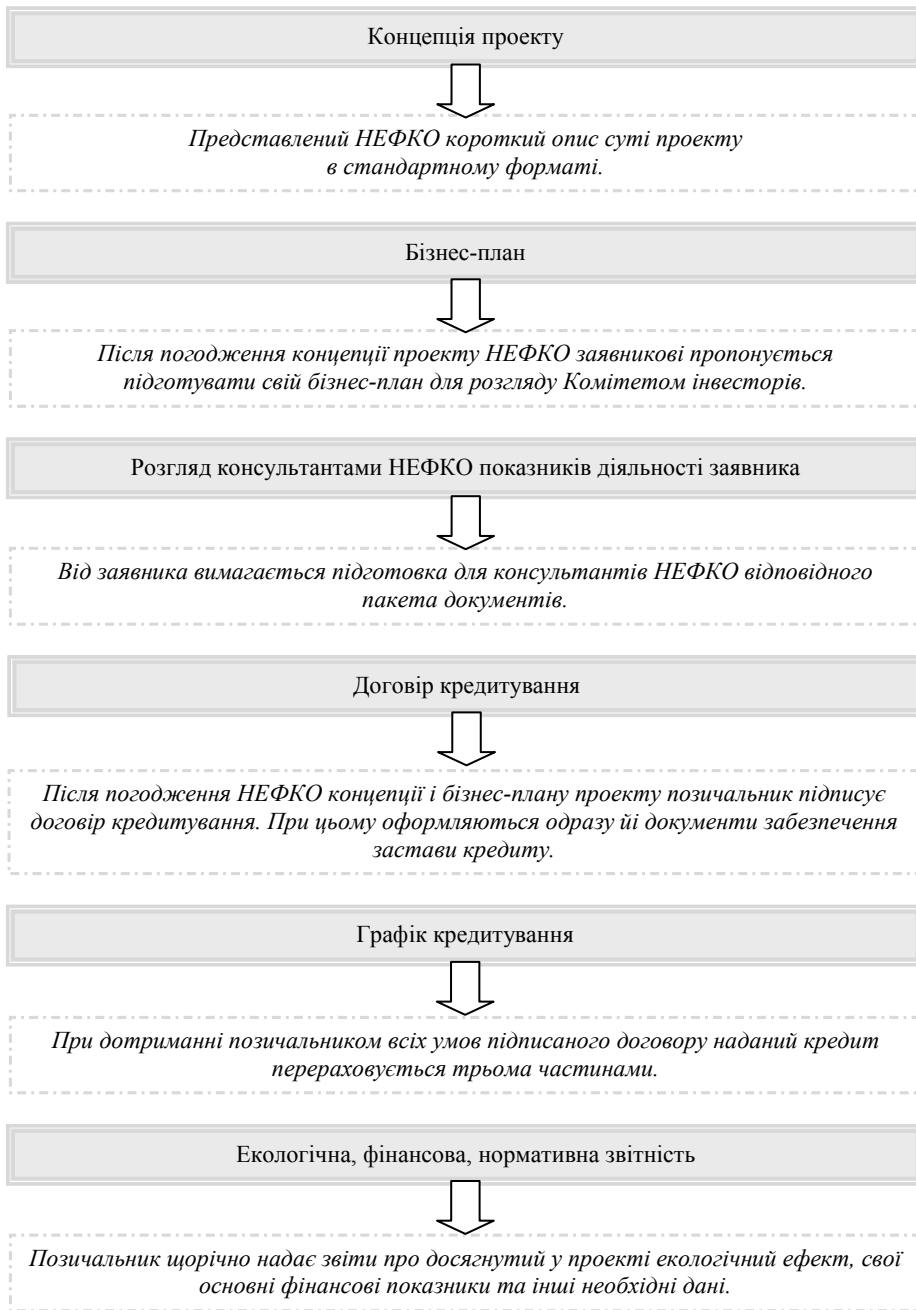 Концепція проекту
Представлений НЕФКО короткий опис суті проекту
в стандартному форматі.
Бізнес-план
Після погодження концепції проекту НЕФКО заявникові пропонується
підготувати свій бізнес-план для розгляду Комітетом інвесторів.
Розгляд консультантами НЕФКО показників діяльності заявника
Від заявника вимагається підготовка для консультантів НЕФКО відповідного
пакета документів.
Договір кредитування
Після погодження НЕФКО концепції і бізнес-плану проекту позичальник підписує
договір кредитування. При цьому оформляються одразу йі документи забезпечення
застави кредиту.
Графік кредитування
При дотриманні позичальником всіх умов підписаного договору наданий кредит
перераховується трьома частинами.
Екологічна, фінансова, нормативна звітність
Позичальник щорічно надає звіти про досягнутий у проекті екологічний ефект, свої
основні фінансові показники та інші необхідні дані.